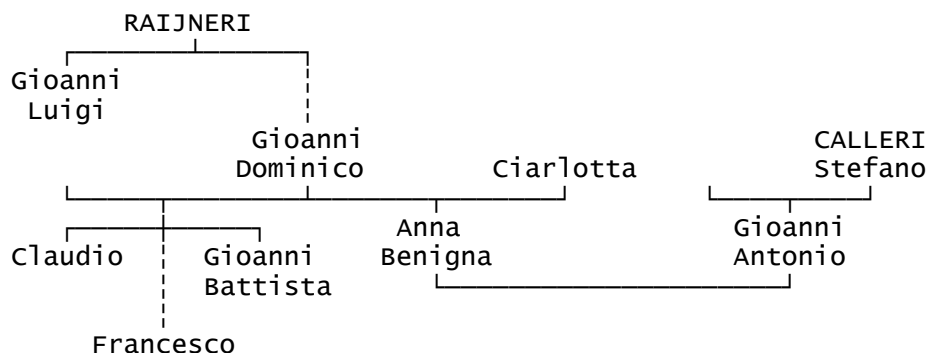 RAIJNERI
Gioanni
Luigi
Gioanni CALLERI
Dominico Ciarlotta Stefano
Anna Gioanni
Claudio Gioanni Benigna Antonio
Battista
Francesco